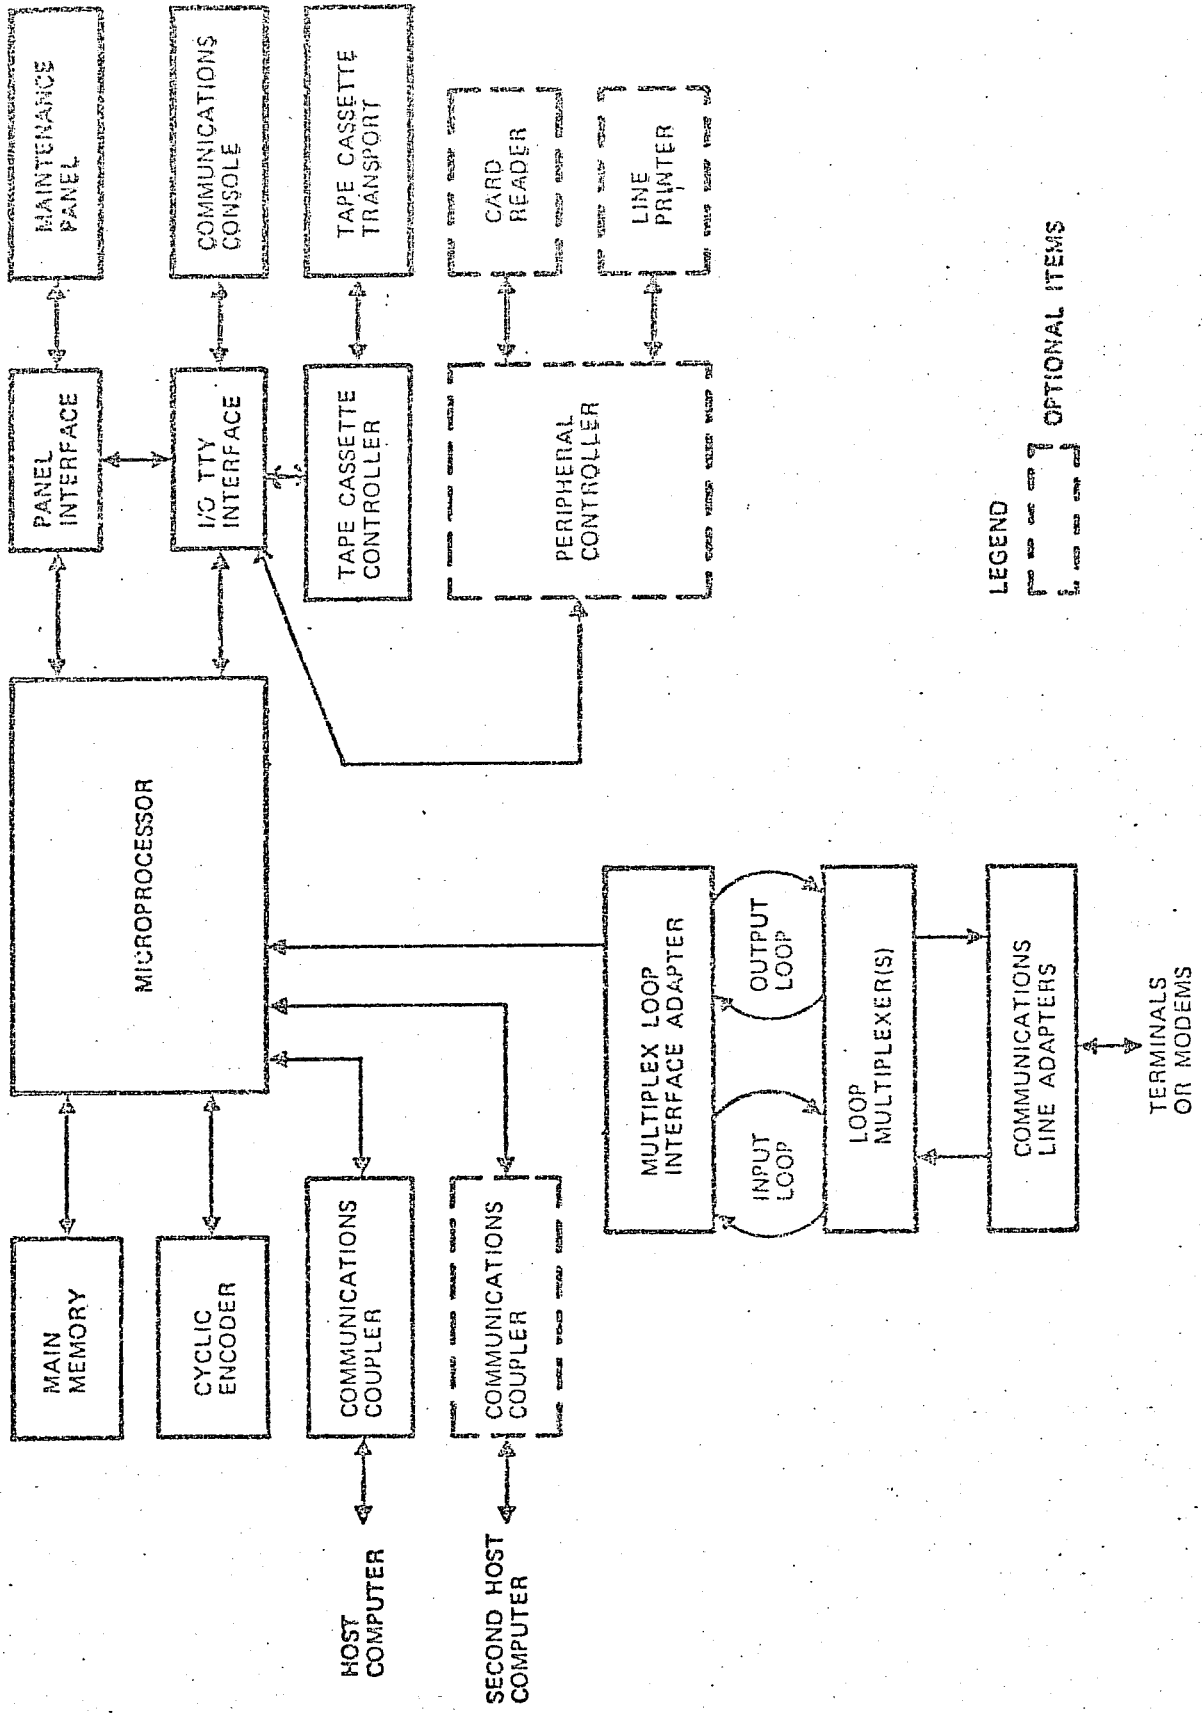 MAINTENANCE
PANEL
COMMUNICATIONS
CONSOLE
TAPE CASSETTE
TRANSPORT
CARD
READER
LINE
PRINTER
PANEL
INTERFACE
I/O TTY
INTERFACE
TAPE CASSETTE
CONTROLLER
PERIPHERAL
CONTROLLER
MICROPROCESSOR
MAIN
MEMORY
CYCLIC
ENCODER
COMMUNICATIONS
COUPLER
COMMUNICATIONS
COUPLER
HOST
COMPUTER
SECOND HOST
COMPUTER
MULTIPLEX LOOP
INTERFACE ADAPTER
INPUT
LOOP
OUTPUT
LOOP
LOOP
MULTIPLEXER(S)
COMMUNICATIONS
LINE ADAPTERS
TERMINALS
OR MODEMS
LEGEND
OPTIONAL ITEMS